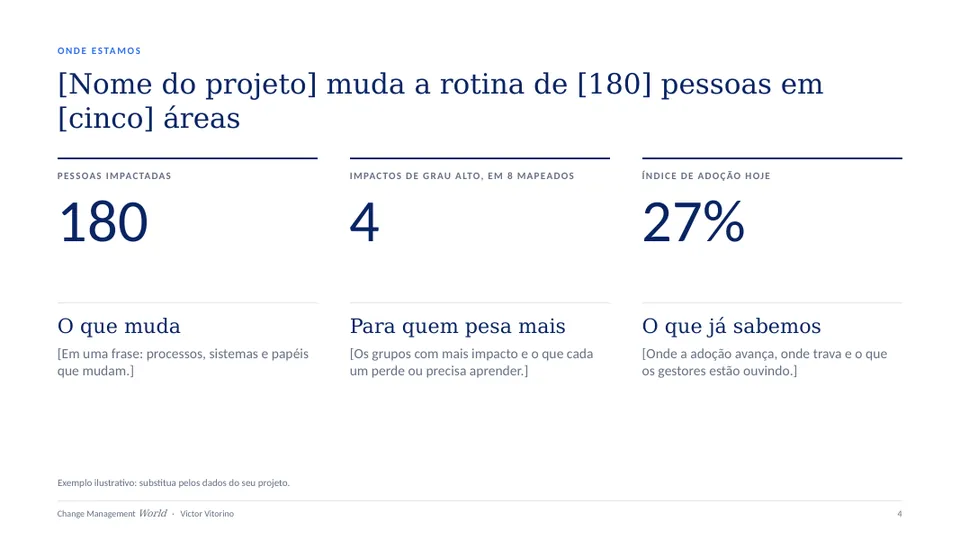 ONDE ESTAMOS
[Nome do projeto] muda a rotina de [180] pessoas em
[cinco] áreas
PESSOAS IMPACTADAS
180
IMPACTOS DE GRAU ALTO, EM 8 MAPEADOS
4
ÍNDICE DE ADOÇÃO HOJE
27%
O que muda
[Em uma frase: processos, sistemas e papéis
que mudam.]
Para quem pesa mais
[Os grupos com mais impacto e o que cada
um perde ou precisa aprender.]
O que já sabemos
[Onde a adoção avança, onde trava e o que
os gestores estão ouvindo.]
Exemplo ilustrativo: substitua pelos dados do seu projeto.
Change Management World · Victor Vitorino
4